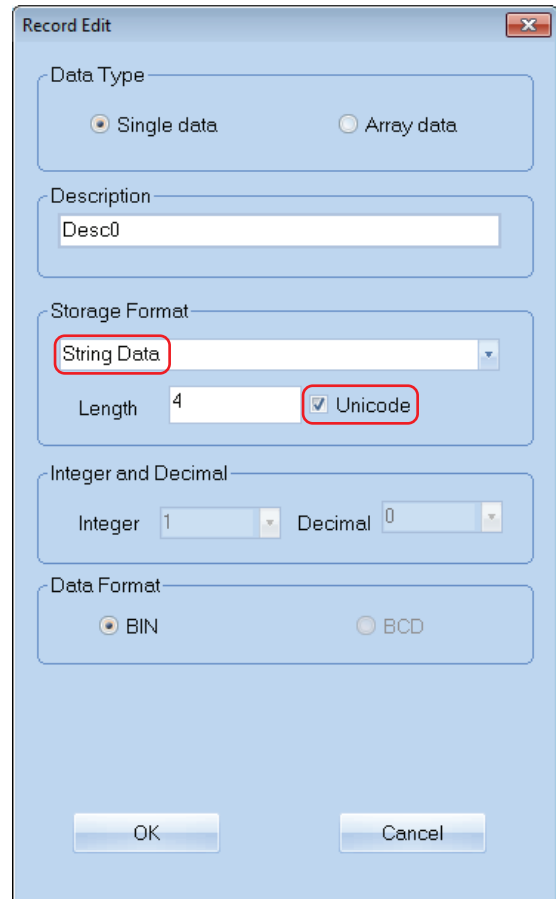 Record Edit
Data Type
Single data Array data
Description
Desc0
Storage Format
String Data
Length 4 Unicode
Integer and Decimal
Integer 1 Decimal 0
Data Format
BIN BCD
OK Cancel